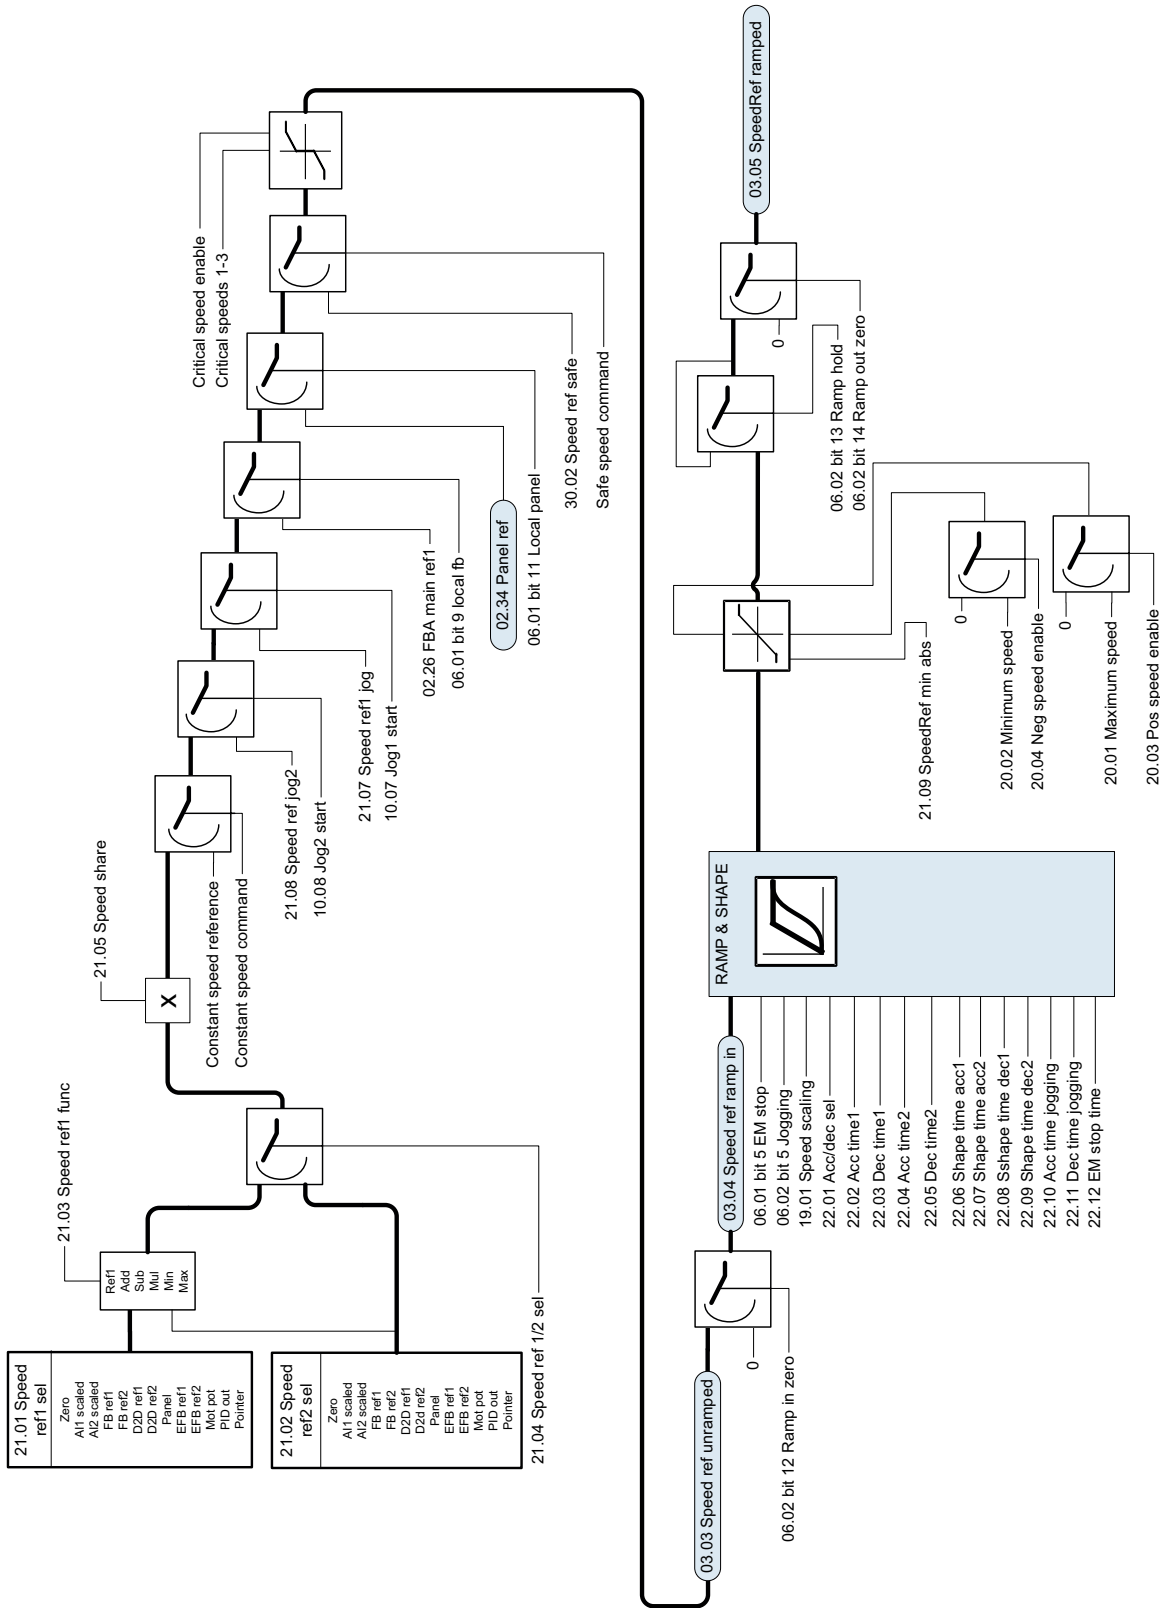 21.01 Speed
ref1 sel
Zero
AI1 scaled
AI2 scaled
FB ref1
FB ref2
D2D ref1
D2D ref2
Panel
EFB ref1
EFB ref2
Mot pot
PID out
Pointer
21.02 Speed
ref2 sel
Zero
AI1 scaled
AI2 scaled
FB ref1
FB ref2
D2D ref1
D2d ref2
Panel
EFB ref1
EFB ref2
Mot pot
PID out
Pointer
21.03 Speed ref1 func
Ref1
Add
Sub
Mul
Min
Max
21.04 Speed ref 1/2 sel
21.05 Speed share
X
Constant speed reference
Constant speed command
21.08 Speed ref jog2
10.08 Jog2 start
21.07 Speed ref1 jog
10.07 Jog1 start
02.26 FBA main ref1
06.01 bit 9 local fb
02.34 Panel ref
06.01 bit 11 Local panel
30.02 Speed ref safe
Safe speed command
Critical speed enable
Critical speeds 1-3
03.03 Speed ref unramped
0
06.02 bit 12 Ramp in zero
03.04 Speed ref ramp in
06.01 bit 5 EM stop
06.02 bit 5 Jogging
19.01 Speed scaling
22.01 Acc/dec sel
22.02 Acc time1
22.03 Dec time1
22.04 Acc time2
22.05 Dec time2
22.06 Shape time acc1
22.07 Shape time acc2
22.08 Sshape time dec1
22.09 Shape time dec2
22.10 Acc time jogging
22.11 Dec time jogging
22.12 EM stop time
RAMP & SHAPE
21.09 SpeedRef min abs
0
20.02 Minimum speed
20.04 Neg speed enable
0
20.01 Maximum speed
20.03 Pos speed enable
06.02 bit 13 Ramp hold
06.02 bit 14 Ramp out zero
0
03.05 SpeedRef ramped